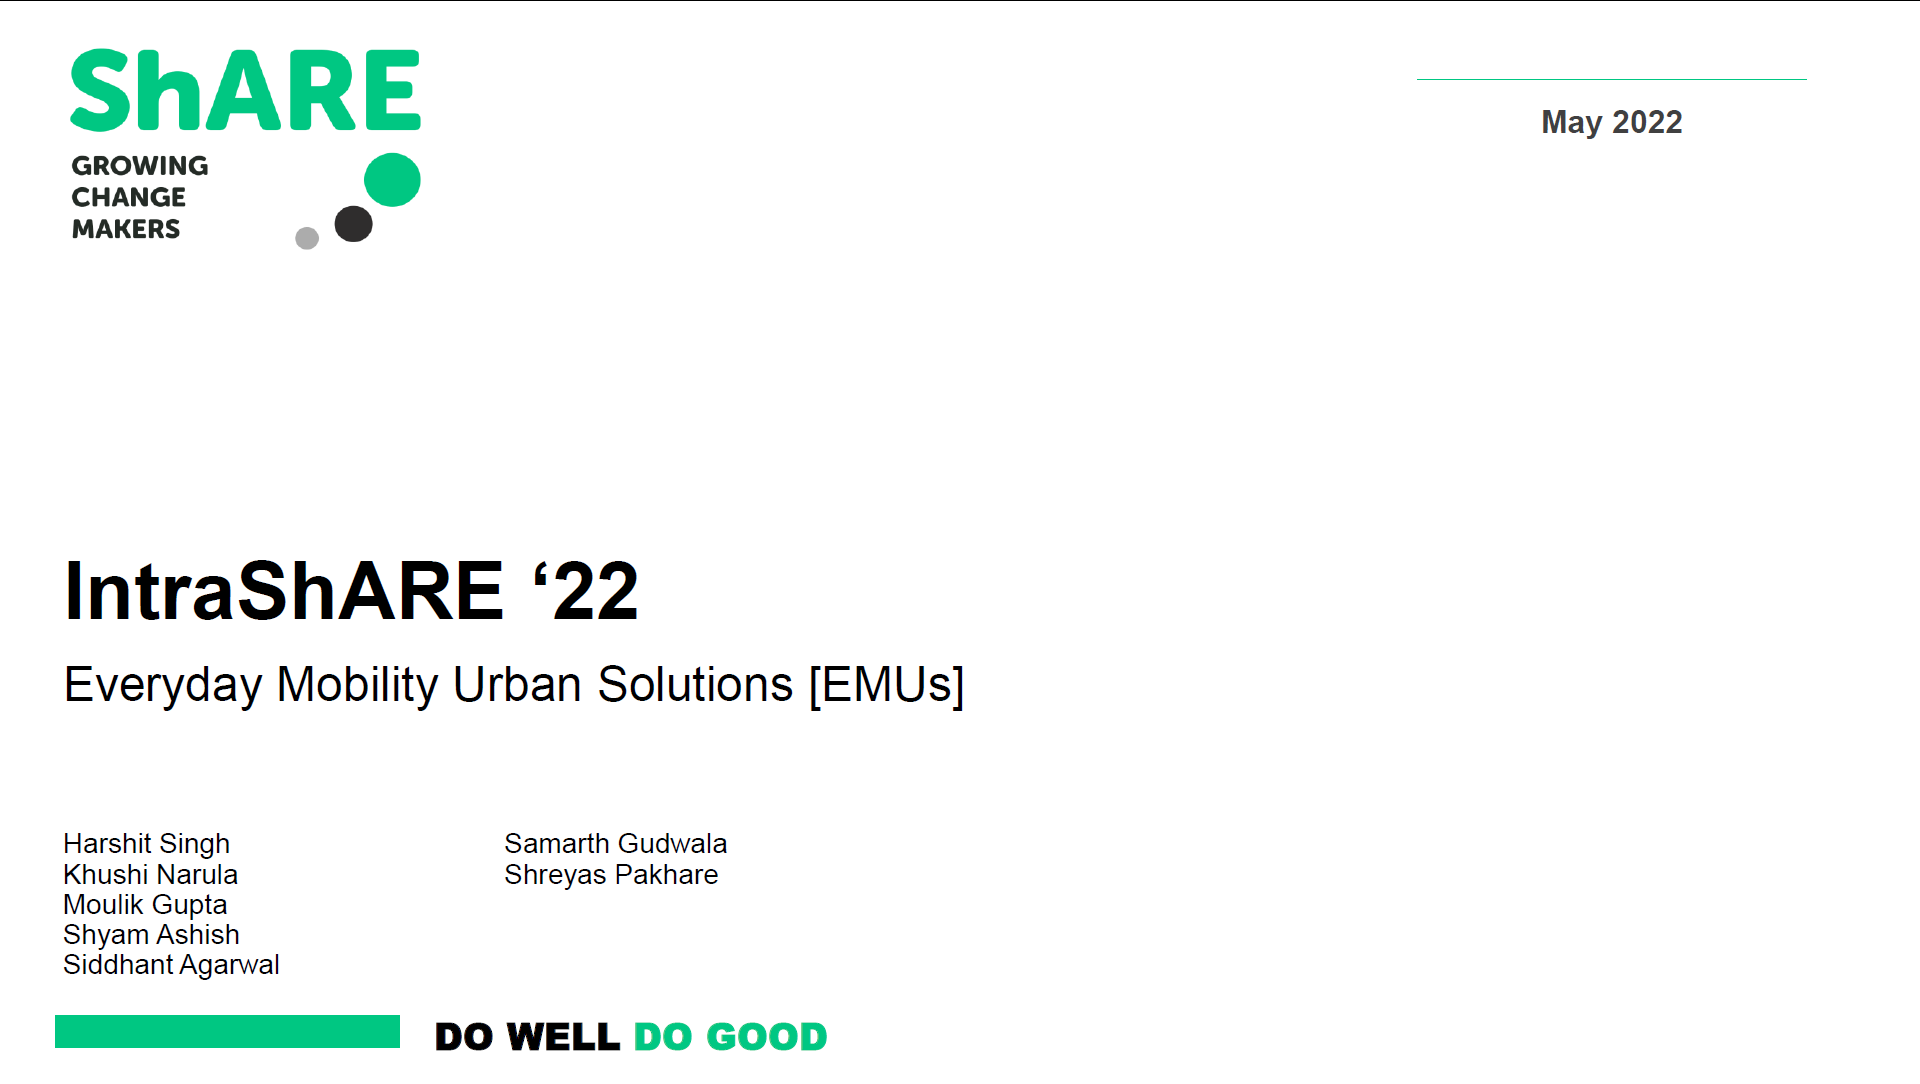 ShARE
GROWING
CHANGE
MAKERS
May 2022
IntraShARE ‘22
Everyday Mobility Urban Solutions [EMUs]
Harshit Singh
Khushi Narula
Moulik Gupta
Shyam Ashish
Siddhant Agarwal
Samarth Gudwala
Shreyas Pakhare
DO WELL DO GOOD